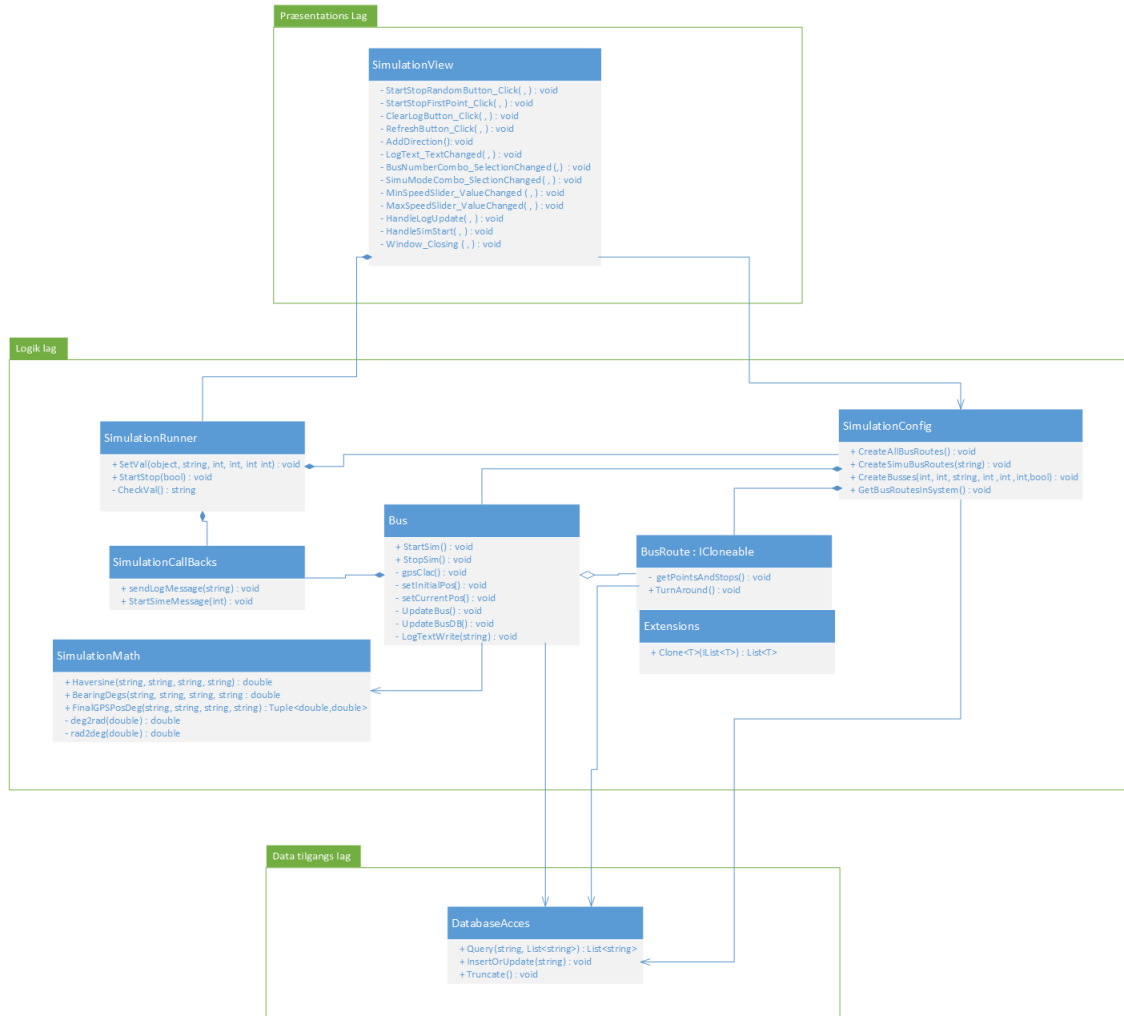 Præsentations Lag
SimulationView
- StartStopRandomButton_Click( , ) : void
- StartStopFirstPoint_Click( , ) : void
- ClearLogButton_Click( , ) : void
- RefreshButton_Click( , ) : void
- AddDirection(): void
- LogText_TextChanged( , ) : void
- BusNumberCombo_SelectionChanged( ,) : void
- SimuModeCombo_SlectionChanged( , ) : void
- MinSpeedSlider_ValueChanged ( , ) : void
- MaxSpeedSlider_ValueChanged( , ) : void
- HandleLogUpdate( , ) : void
- HandleSimStart( , ) : void
- Window_Closing ( , ) : void
Logik lag
SimulationRunner
+ SetVal(object, string, int, int, int int) : void
+ StartStop(bool) : void
- CheckVal() : string
SimulationConfig
+ CreateAllBusRoutes() : void
+ CreateSimuBusRoutes(string) : void
+ CreateBusses(int, int, string, int ,int ,int,bool) : void
+ GetBusRoutesInSystem() : void
SimulationCallBacks
+ sendLogMessage(string) : void
+ StartSimeMessage(int) : void
Bus
+ StartSim() : void
+ StopSim() : void
- gpsClac() : void
- setInitialPos() : void
- setCurrentPos() : void
- UpdateBus() : void
- UpdateBusDB() : void
- LogTextWrite(string) : void
BusRoute : ICloneable
- getPointsAndStops() : void
+ TurnAround() : void
Extensions
+ Clone<T>(IList<T>) : List<T>
SimulationMath
+ Haversine(string, string, string, string) : double
+ BearingDegs(string, string, string, string : double
+ FinalGPSPosDeg(string, string, string, string) : Tuple<double,double>
- deg2rad(double) : double
- rad2deg(double) : double
Data tilgangs lag
DatabaseAcces
+ Query(string, List<string>) : List<string>
+ InsertOrUpdate(string) : void
+ Truncate() : void